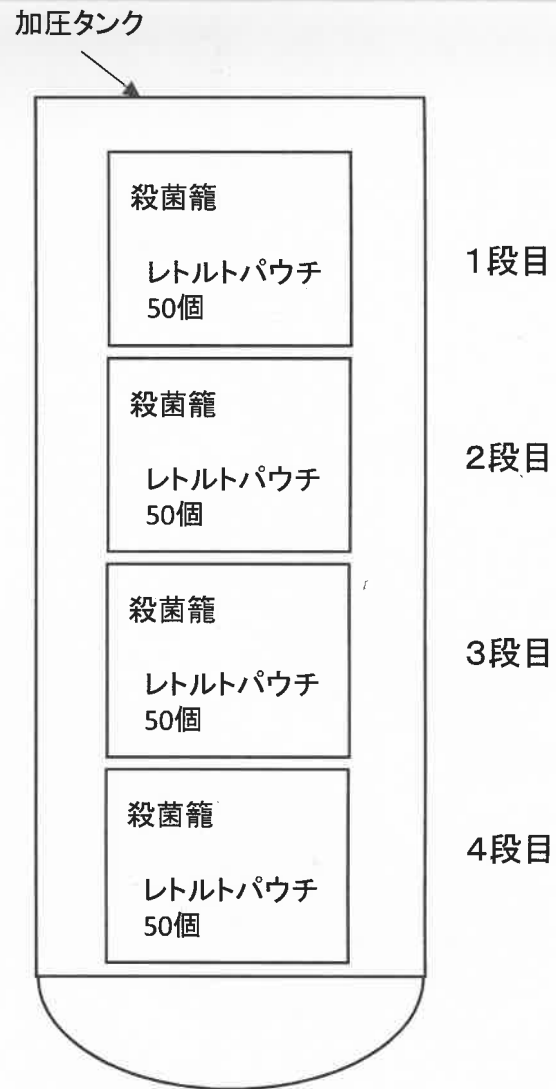 加圧タンク
殺菌籠
レトルトパウチ
50個
1段目
殺菌籠
レトルトパウチ
50個
2段目
殺菌籠
レトルトパウチ
50個
3段目
殺菌籠
レトルトパウチ
50個
4段目